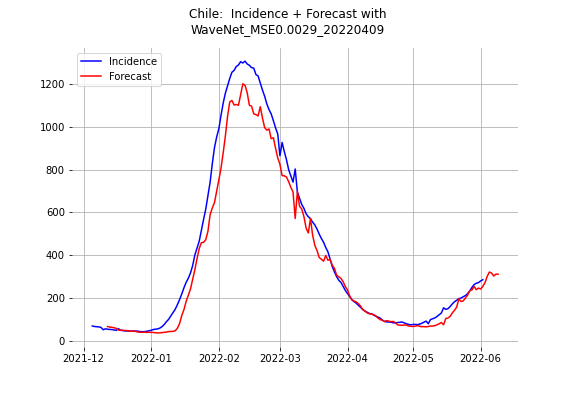 Chile:  Incidence + Forecast with
WaveNet_MSE0.0029_20220409
Incidence
Forecast
1200
1000
800
600
400
200
0
2021-12 2022-01 2022-02 2022-03 2022-04 2022-05 2022-06